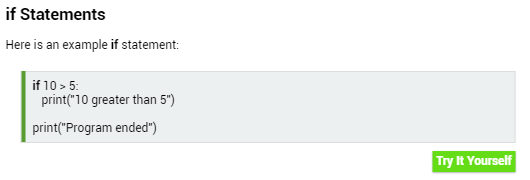 if Statements
Here is an example if statement:
if 10 > 5:
print("10 greater than 5")
print("Program ended")
Try It Yourself